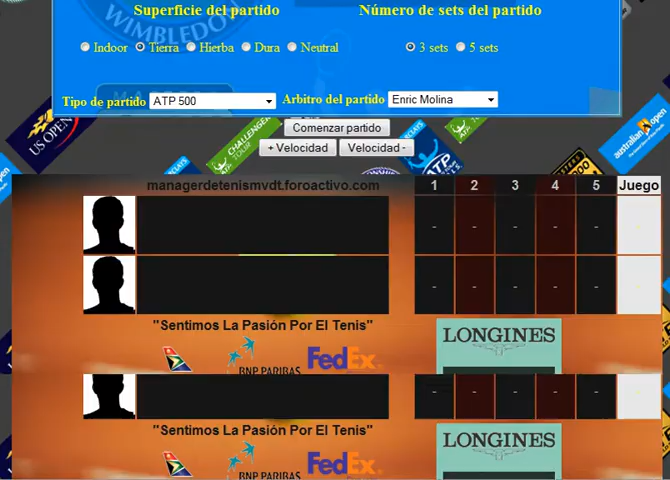 WIMBLEDO
Superficie del partido
Número de sets del partido
Indoor Tierra Hierba Dura Neutral
3 sets 5 sets
Tipo de partido ATP 500
Arbitro del partido Enric Molina
Comenzar partido
+ Velocidad Velocidad -
US OPEN
CHALLENGER
TOUR
ATP
australian open
managerdetenismvdt.foroactivo.com
1 2 3 4 5 Juego
- - - - - -
- - - - - -
"Sentimos La Pasión Por El Tenis"
LONGINES
BNP PARIBAS
FedEx
- - - - - -
"Sentimos La Pasión Por El Tenis"
LONGINES
BNP PARIBAS
FedEx